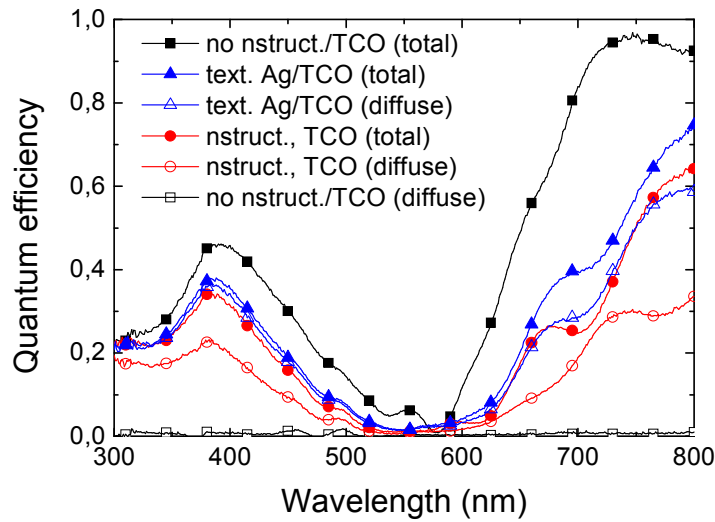 1,0
0,8
0,6
0,4
0,2
0,0
Quantum efficiency
no nstruct./TCO (total)
text. Ag/TCO (total)
text. Ag/TCO (diffuse)
nstruct., TCO (total)
nstruct., TCO (diffuse)
no nstruct./TCO (diffuse)
300 400 500 600 700 800
Wavelength (nm)